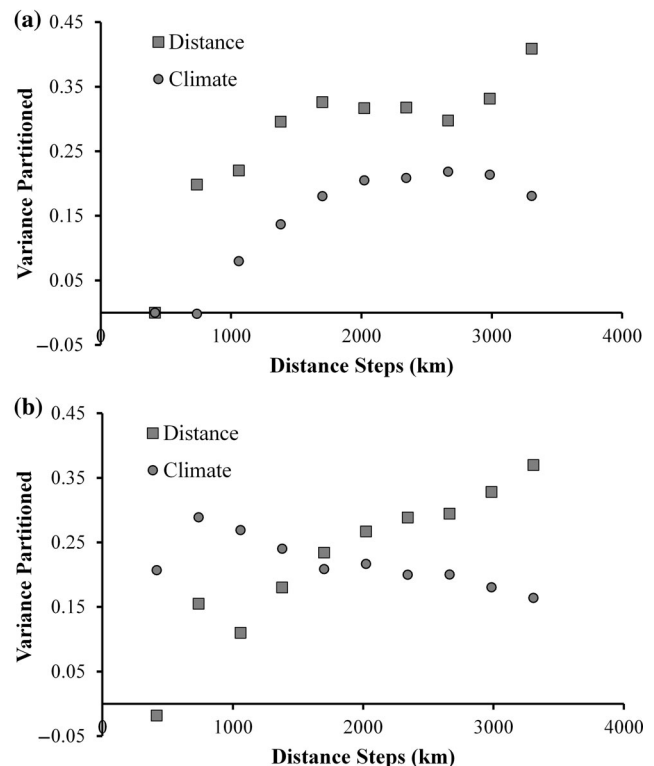 (a)
0.45
Distance
Climate
0.35
0.25
0.15
0.05
−0.05
Variance Partitioned
0 1000 2000 3000 4000
Distance Steps (km)
(b)
0.45
Distance
Climate
0.35
0.25
0.15
0.05
−0.05
Variance Partitioned
0 1000 2000 3000 4000
Distance Steps (km)